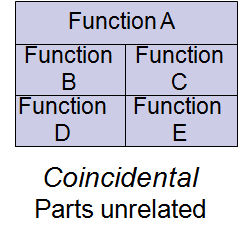 Function A
Function Function
B C
Function Function
D E
Coincidental
Parts unrelated